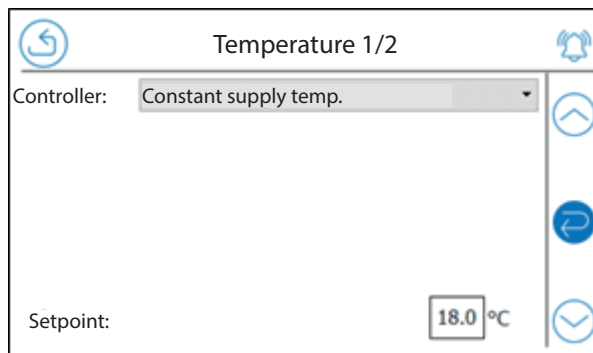 Temperature 1/2
Controller: Constant supply temp.
Setpoint: 18.0 °C